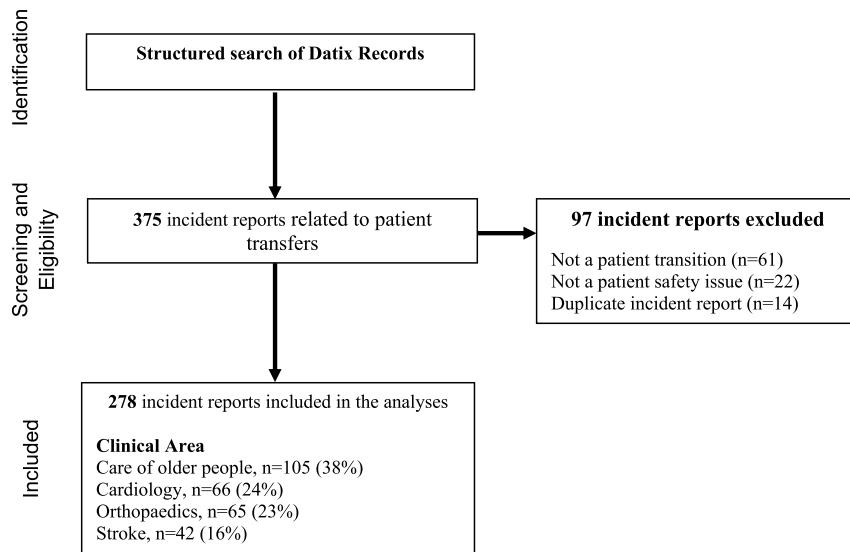 Identification
Structured search of Datix Records
Screening and
Eligibility
375 incident reports related to patient
transfers
97 incident reports excluded
Not a patient transition (n=61)
Not a patient safety issue (n=22)
Duplicate incident report (n=14)
Included
278 incident reports included in the analyses
Clinical Area
Care of older people, n=105 (38%)
Cardiology, n=66 (24%)
Orthopaedics, n=65 (23%)
Stroke, n=42 (16%)